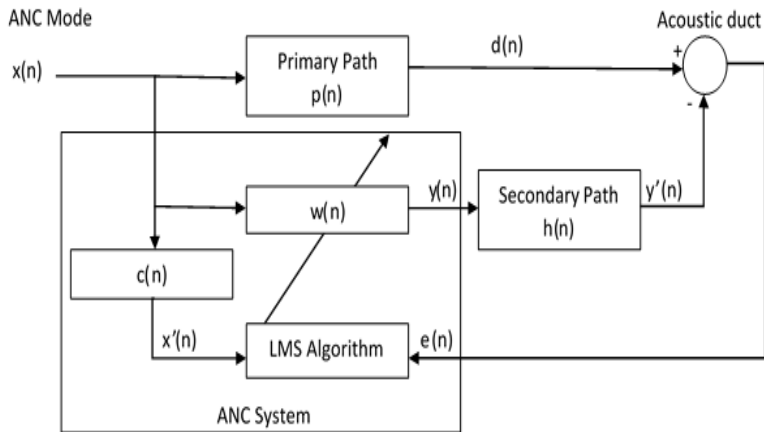 ANC Mode
Acoustic duct
x(n)
Primary Path
p(n)
d(n)
+
-
w(n)
y(n)
Secondary Path
h(n)
y’(n)
c(n)
x’(n)
LMS Algorithm
e(n)
ANC System